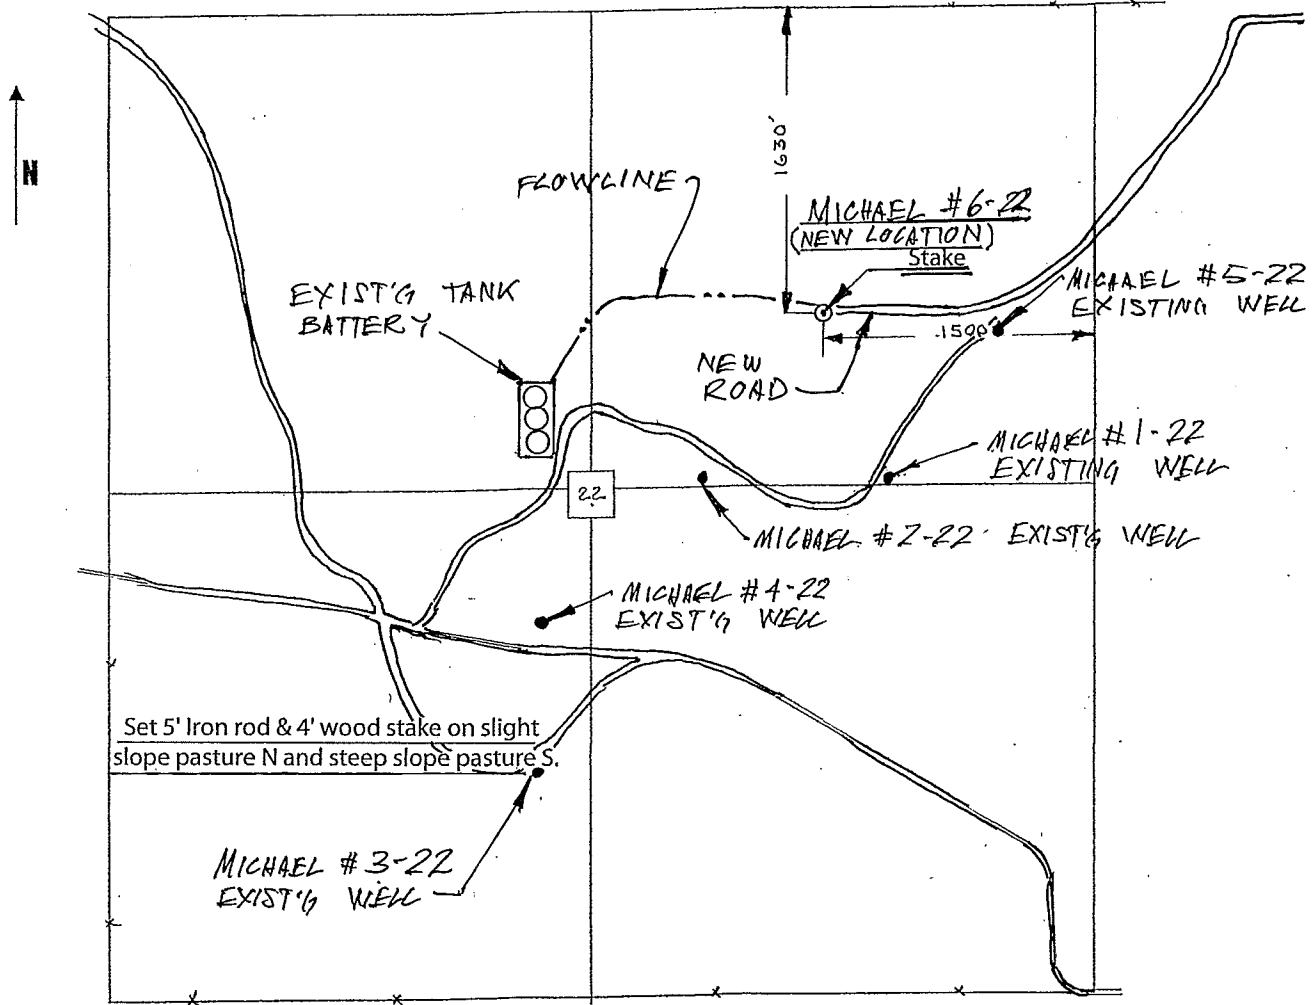 N
1630'
FLOWLINE
MICHAEL #6-22
(NEW LOCATION)
Stake
EXIST'G TANK
BATTERY
MICHAEL #5-22
EXISTING WELL
1500'
NEW
ROAD
MICHAEL #1-22
EXISTING WELL
22
MICHAEL #2-22 EXIST'G WELL
MICHAEL #4-22
EXIST'G WELL
Set 5' Iron rod & 4' wood stake on slight
slope pasture N and steep slope pasture S.
MICHAEL #3-22
EXIST'G WELL